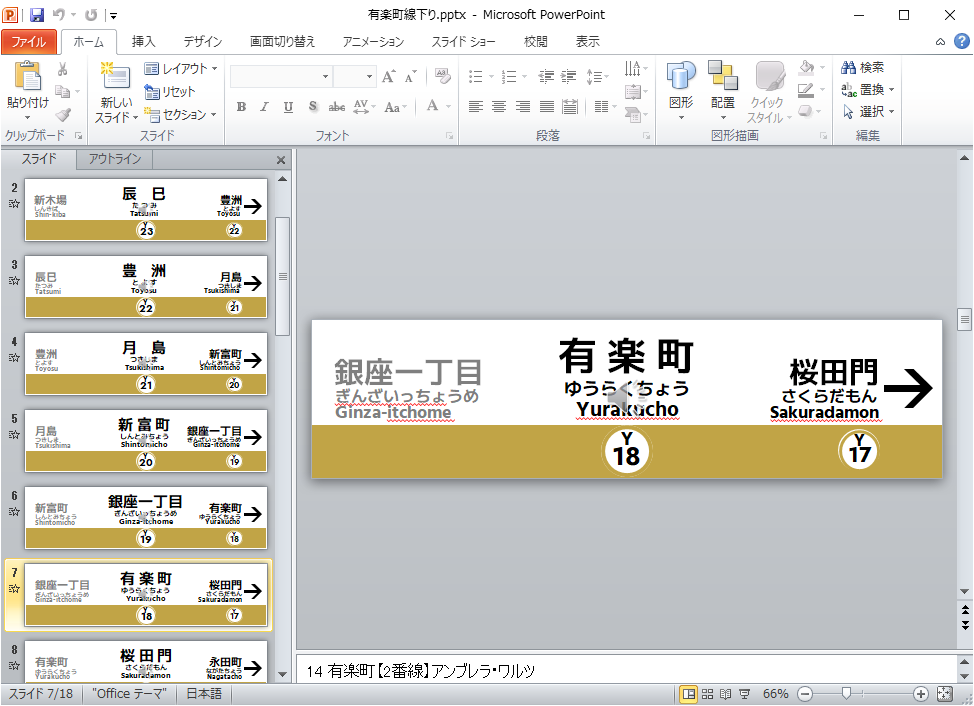 有楽町線下り.pptx - Microsoft PowerPoint
ファイル ホーム 挿入 デザイン 画面切り替え アニメーション スライド ショー 校閲 表示
貼り付け
新しい
スライド
レイアウト
リセット
セクション
検索
置換
選択
図形 配置 クイック
スタイル
クリップボード スライド フォント 段落 図形描画 編集
スライド アウトライン
2
新木場
しんきば
Shin-kiba
辰 巳
たつみ
Tatsumi
豊洲
とよす
Toyosu
Y
23
Y
22
3
辰巳
たつみ
Tatsumi
豊 洲
とよす
Toyosu
月島
つきしま
Tsukishima
Y
22
Y
21
4
豊洲
とよす
Toyosu
月 島
つきしま
Tsukishima
新富町
しんとみちょう
Shintomicho
Y
21
Y
20
5
月島
つきしま
Tsukishima
新 富 町
しんとみちょう
Shintomicho
銀座一丁目
ぎんざいっちょうめ
Ginza-itchome
Y
20
Y
19
6
新富町
しんとみちょう
Shintomicho
銀座一丁目
ぎんざいっちょうめ
Ginza-itchome
有楽町
ゆうらくちょう
Yurakucho
Y
19
Y
18
7
銀座一丁目
ぎんざいっちょうめ
Ginza-itchome
有 楽 町
ゆうらくちょう
Yurakucho
桜田門
さくらだもん
Sakuradamon
Y
18
Y
17
8
有楽町
ゆうらくちょう
Yurakucho
桜 田 門
さくらだもん
Sakuradamon
永田町
ながたちょう
Nagatacho
銀座一丁目
ぎんざいっちょうめ
Ginza-itchome
有 楽 町
ゆうらくちょう
Yurakucho
桜田門
さくらだもん
Sakuradamon
Y
18
Y
17
14 有楽町【2番線】アンブレラ・ワルツ
スライド 7/18 "Office テーマ" 日本語 66%